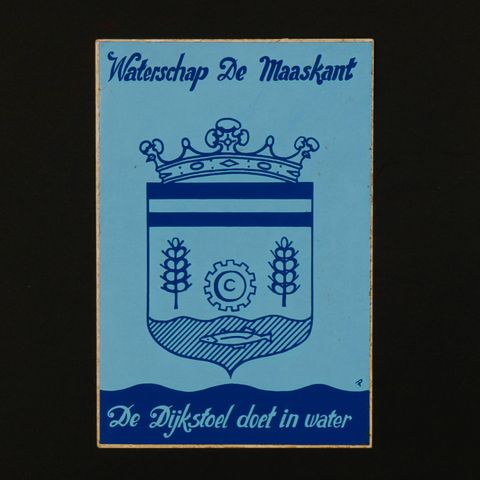 Waterschap De Maaskant
C
De Dijkstoel doet in water